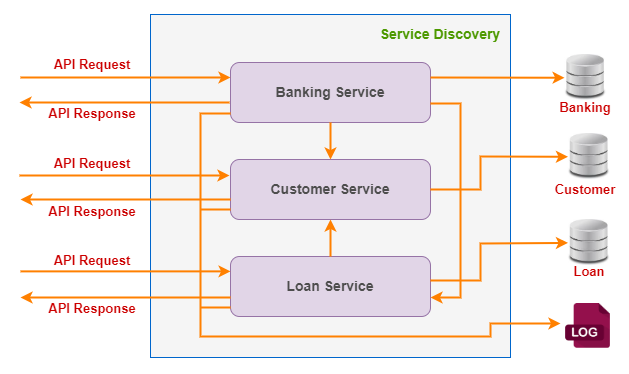 Service Discovery
API Request
Banking Service
API Response
Banking
API Request
Customer Service
Customer
API Response
API Request
Loan Service
Loan
API Response
LOG